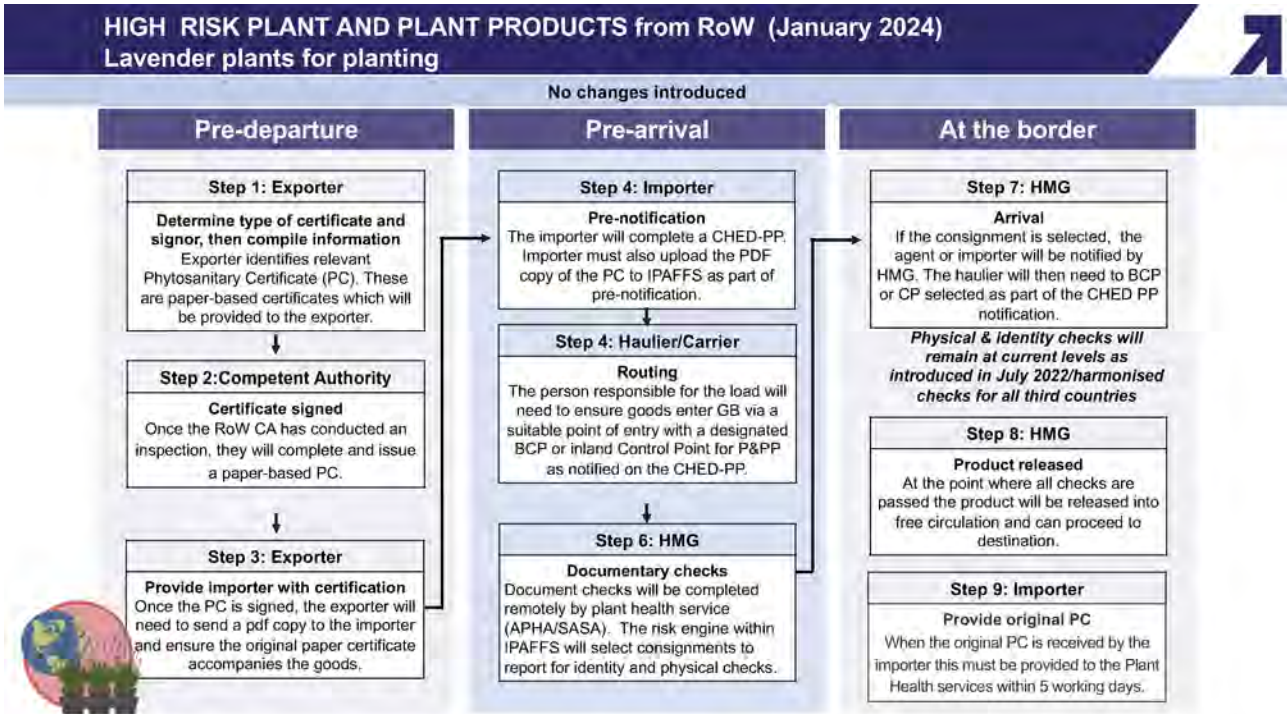 HIGH RISK PLANT AND PLANT PRODUCTS from RoW (January 2024)
Lavender plants for planting
No changes introduced
Pre-departure
Step 1: Exporter
Determine type of certificate and
signor, then compile information
Exporter identifies relevant
Phytosanitary Certificate (PC). These
are paper-based certificates which will
be provided to the exporter.
Step 2:Competent Authority
Certificate signed
Once the RoW CA has conducted an
inspection, they will complete and issue
a paper-based PC.
Step 3: Exporter
Provide importer with certification
Once the PC is signed, the exporter will
need to send a pdf copy to the importer
and ensure the original paper certificate
accompanies the goods.
Pre-arrival
Step 4: Importer
Pre-notification
The importer will complete a CHED-PP.
Importer must also upload the PDF
copy of the PC to IPAFFS as part of
pre-notification.
Step 4: Haulier/Carrier
Routing
The person responsible for the load will
need to ensure goods enter GB via a
suitable point of entry with a designated
BCP or inland Control Point for P&PP
as notified on the CHED-PP.
Step 6: HMG
Documentary checks
Document checks will be completed
remotely by plant health service
(APHA/SASA). The risk engine within
IPAFFS will select consignments to
report for identity and physical checks.
At the border
Step 7: HMG
Arrival
If the consignment is selected, the
agent or importer will be notified by
HMG. The haulier will then need to BCP
or CP selected as part of the CHED PP
notification.
Physical & identity checks will
remain at current levels as
introduced in July 2022/harmonised
checks for all third countries
Step 8: HMG
Product released
At the point where all checks are
passed the product will be released into
free circulation and can proceed to
destination.
Step 9: Importer
Provide original PC
When the original PC is received by the
importer this must be provided to the Plant
Health services within 5 working days.